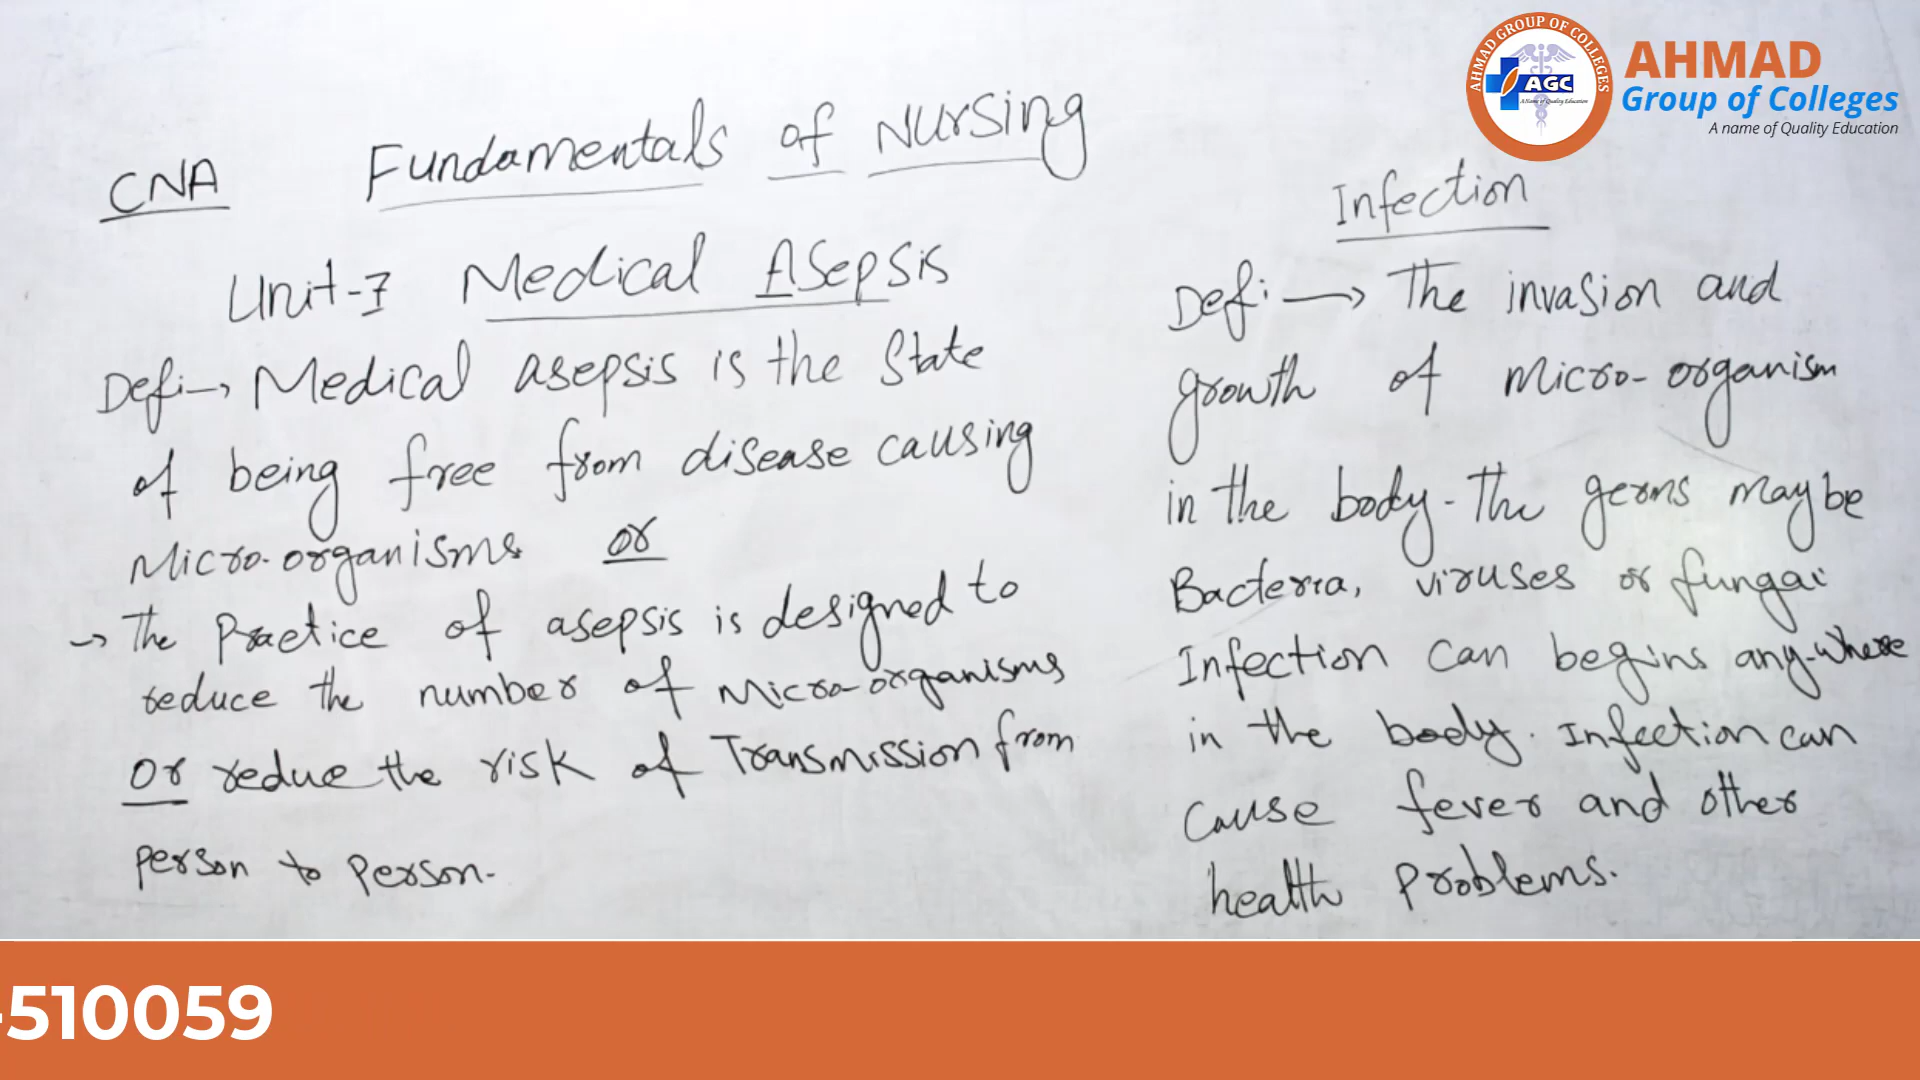 CNA
Fundamentals of Nursing
Unit-7 Medical Asepsis
Defi→ Medical asepsis is the State
of being free from disease causing
Micro-organisms or
→ The Practice of asepsis is designed to
reduce the number of Micro-organisms
or redue the risk of Transmission from
person to Person-
Infection
Defi → The invasion and
growth of micro-organism
in the body - The germs may be
Bacteria, viruses or fungai
Infection can begins any-where
in the body. Infection can
cause fever and other
health Problems.
AHMAD GROUP OF COLLEGES
AGC
A Name of Quality Education
AHMAD
Group of Colleges
A name of Quality Education
-510059